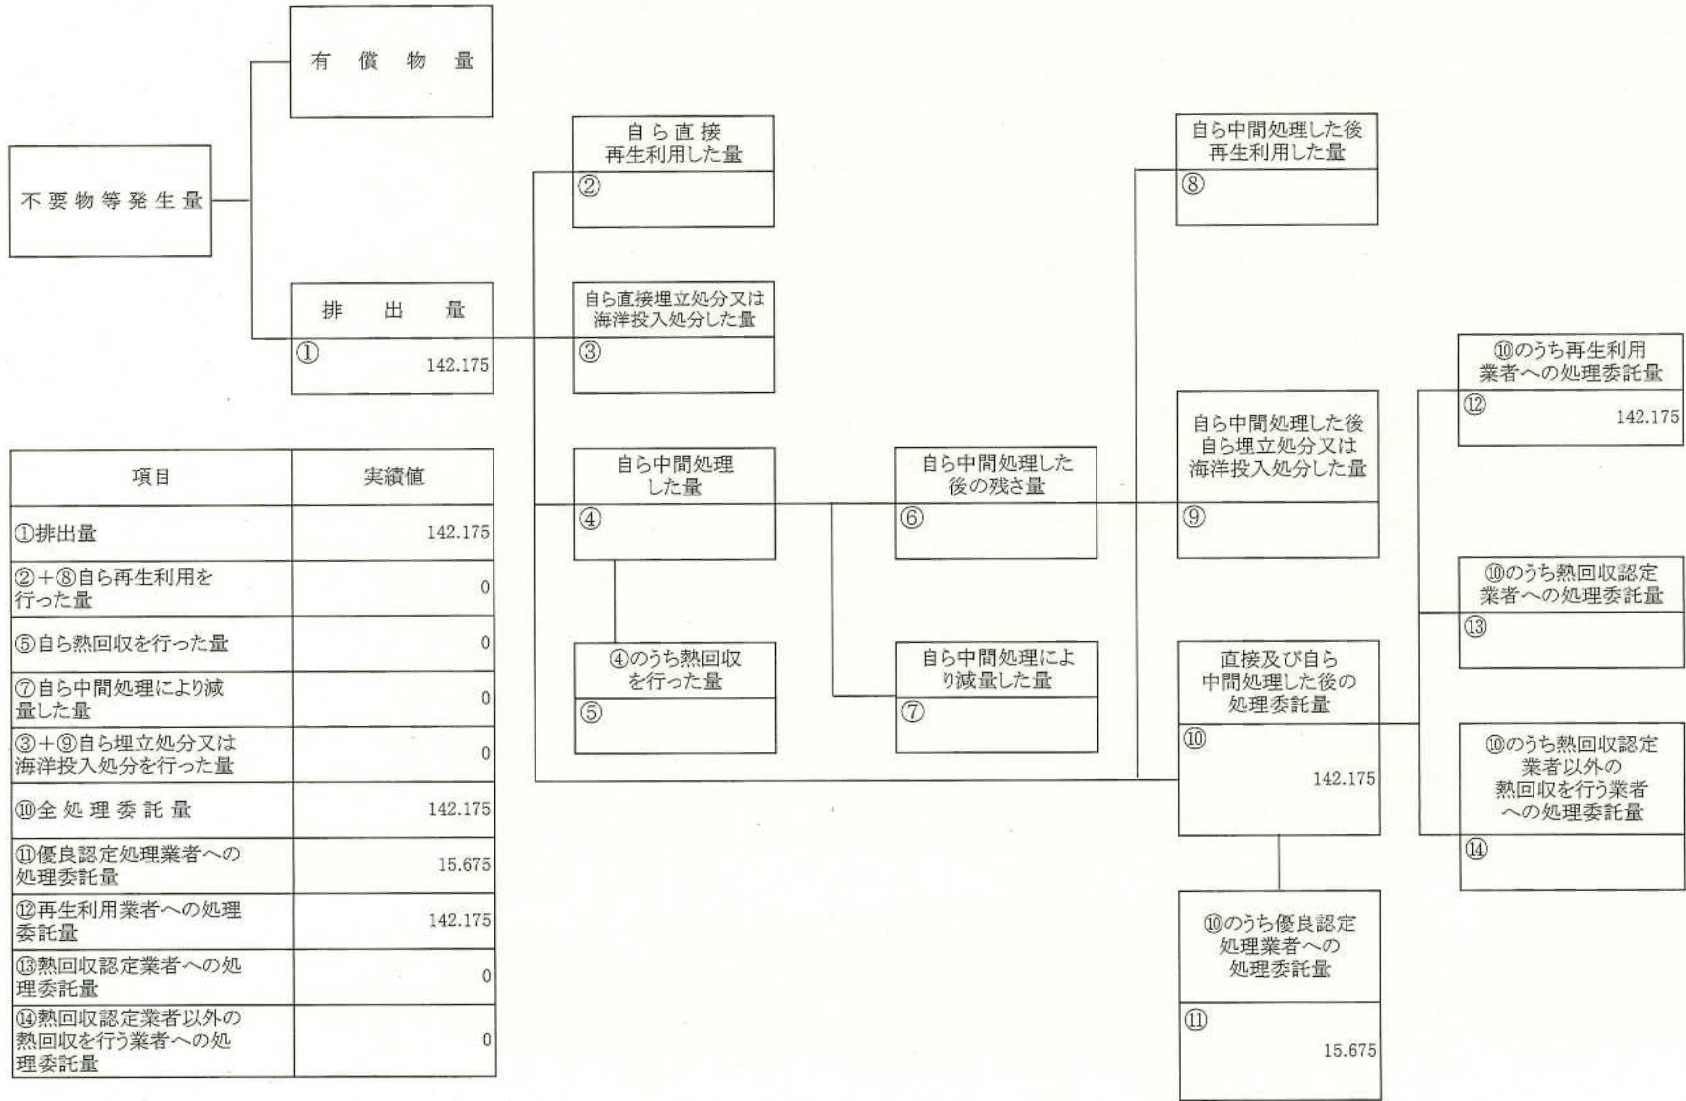 有償物量
不要物等発生量
排出量
①
142.175
自ら直接
再生利用した量
②
自ら直接埋立処分又は
海洋投入処分した量
③
自ら中間処理
した量
④
④のうち熱回収
を行った量
⑤
自ら中間処理した
後の残さ量
⑥
自ら中間処理によ
り減量した量
⑦
自ら中間処理した後
再生利用した量
⑧
自ら中間処理した後
自ら埋立処分又は
海洋投入処分した量
⑨
直接及び自ら
中間処理した後の
処理委託量
⑩
142.175
⑩のうち優良認定
処理業者への
処理委託量
⑪
15.675
⑩のうち再生利用
業者への処理委託量
⑫
142.175
⑩のうち熱回収認定
業者への処理委託量
⑬
⑩のうち熱回収認定
業者以外の
熱回収を行う業者
への処理委託量
⑭
項目 実績値
①排出量 142.175
②+⑧自ら再生利用を
行った量 0
⑤自ら熱回収を行った量 0
⑦自ら中間処理により減
量した量 0
③+⑨自ら埋立処分又は
海洋投入処分を行った量 0
⑩全処理委託量 142.175
⑪優良認定処理業者への
処理委託量 15.675
⑫再生利用業者への処理
委託量 142.175
⑬熱回収認定業者への処
理委託量 0
⑭熱回収認定業者以外の
熱回収を行う業者への処
理委託量 0